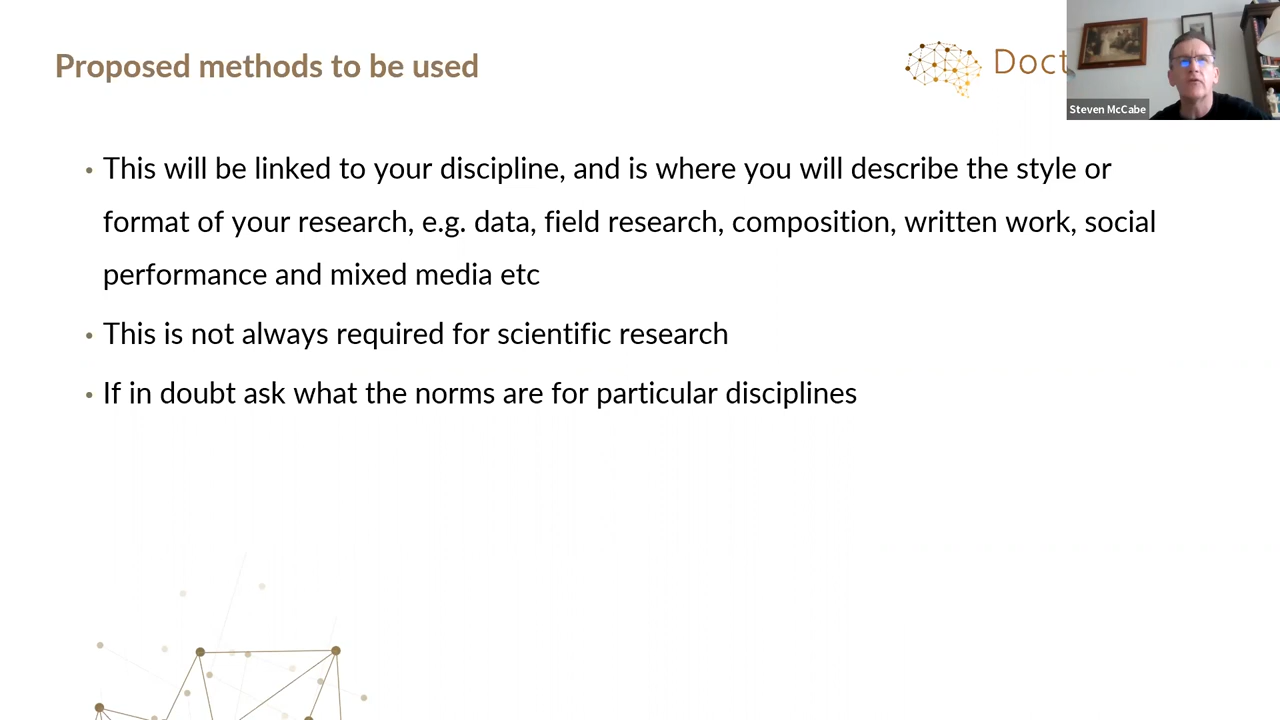 Proposed methods to be used
Doct
Steven McCabe
• This will be linked to your discipline, and is where you will describe the style or
format of your research, e.g. data, field research, composition, written work, social
performance and mixed media etc
• This is not always required for scientific research
• If in doubt ask what the norms are for particular disciplines